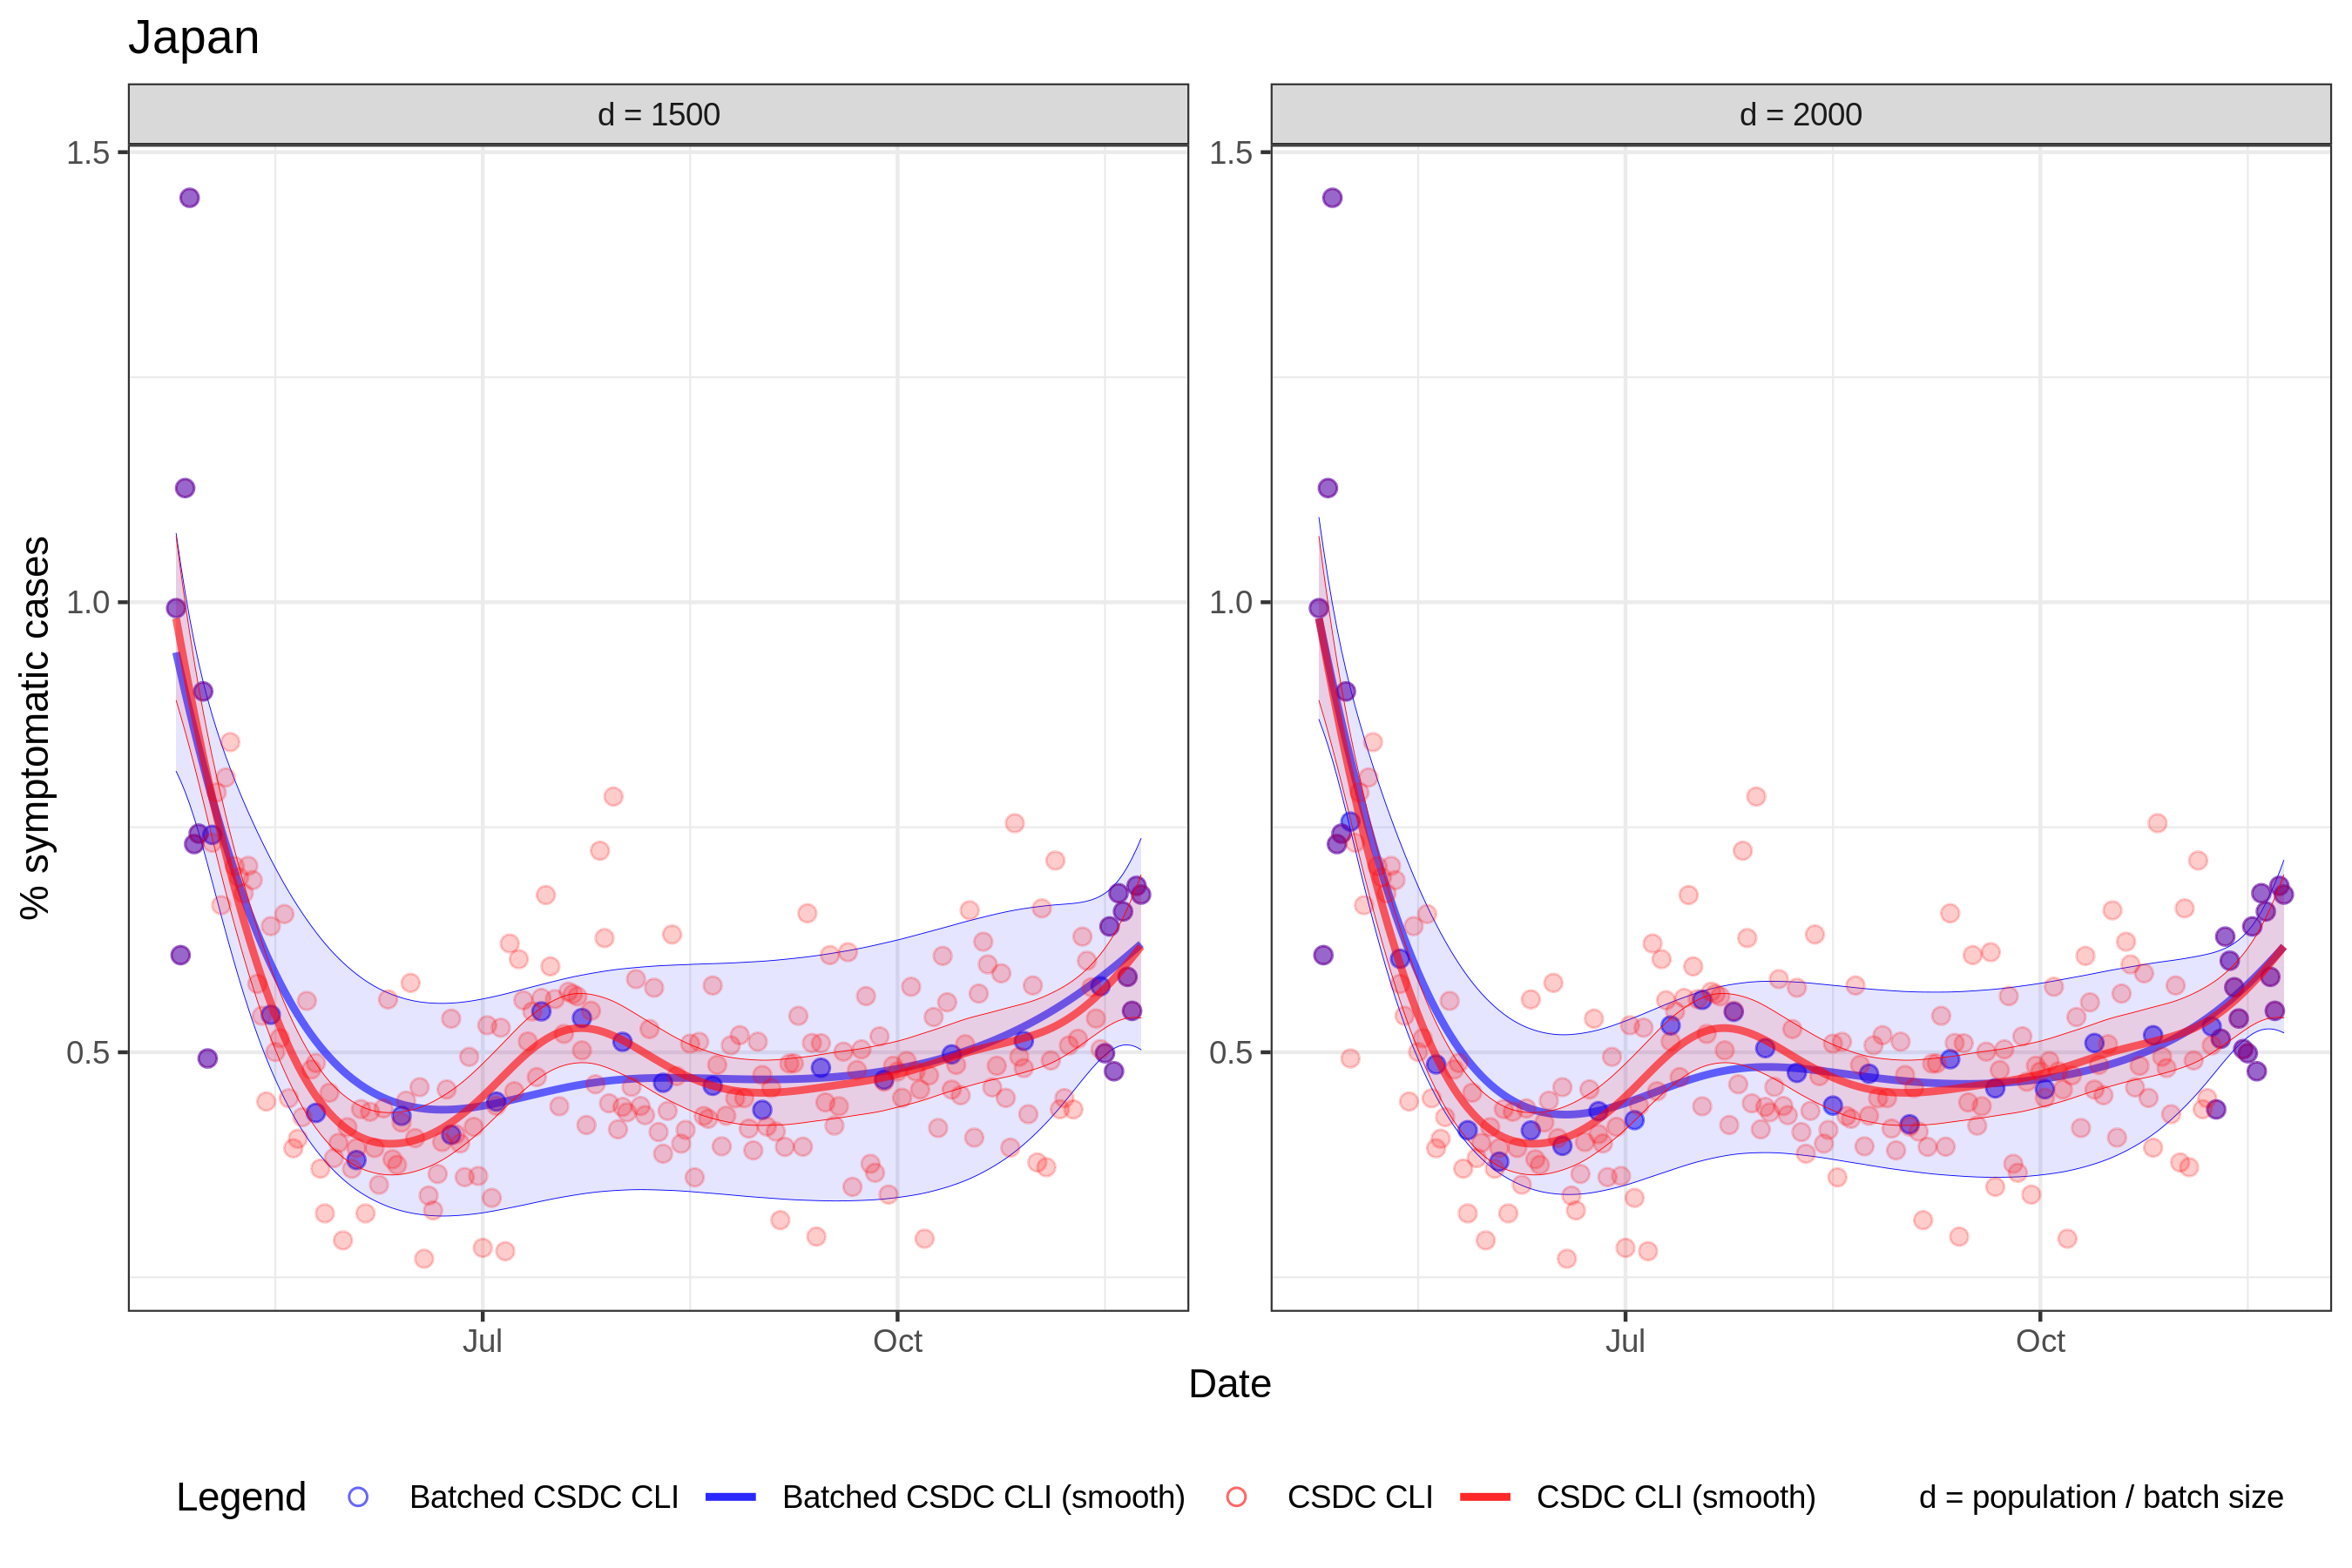 Japan
d = 1500
d = 2000
1.5
1.0
0.5
1.5
1.0
0.5
% symptomatic cases
Jul
Oct
Jul
Oct
Date
Legend
Batched CSDC CLI
Batched CSDC CLI (smooth)
CSDC CLI
CSDC CLI (smooth)
d = population / batch size